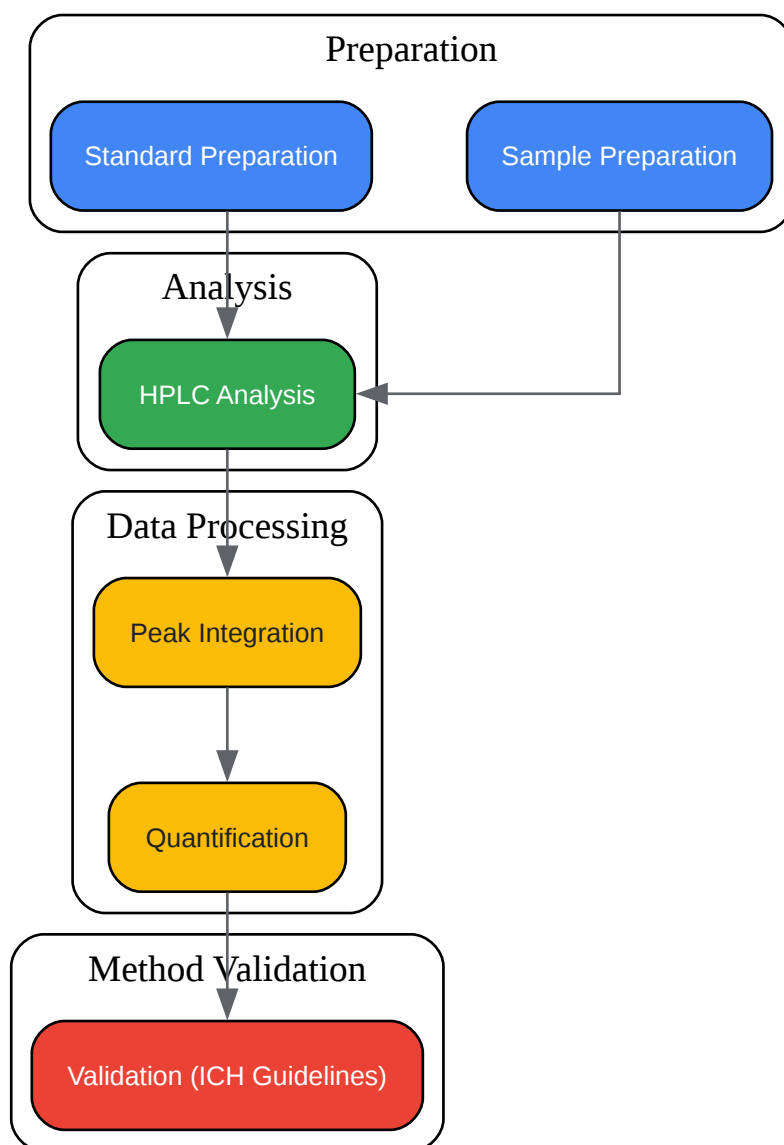 Preparation
Standard Preparation
Sample Preparation
Analysis
HPLC Analysis
Data Processing
Peak Integration
Quantification
Method Validation
Validation (ICH Guidelines)